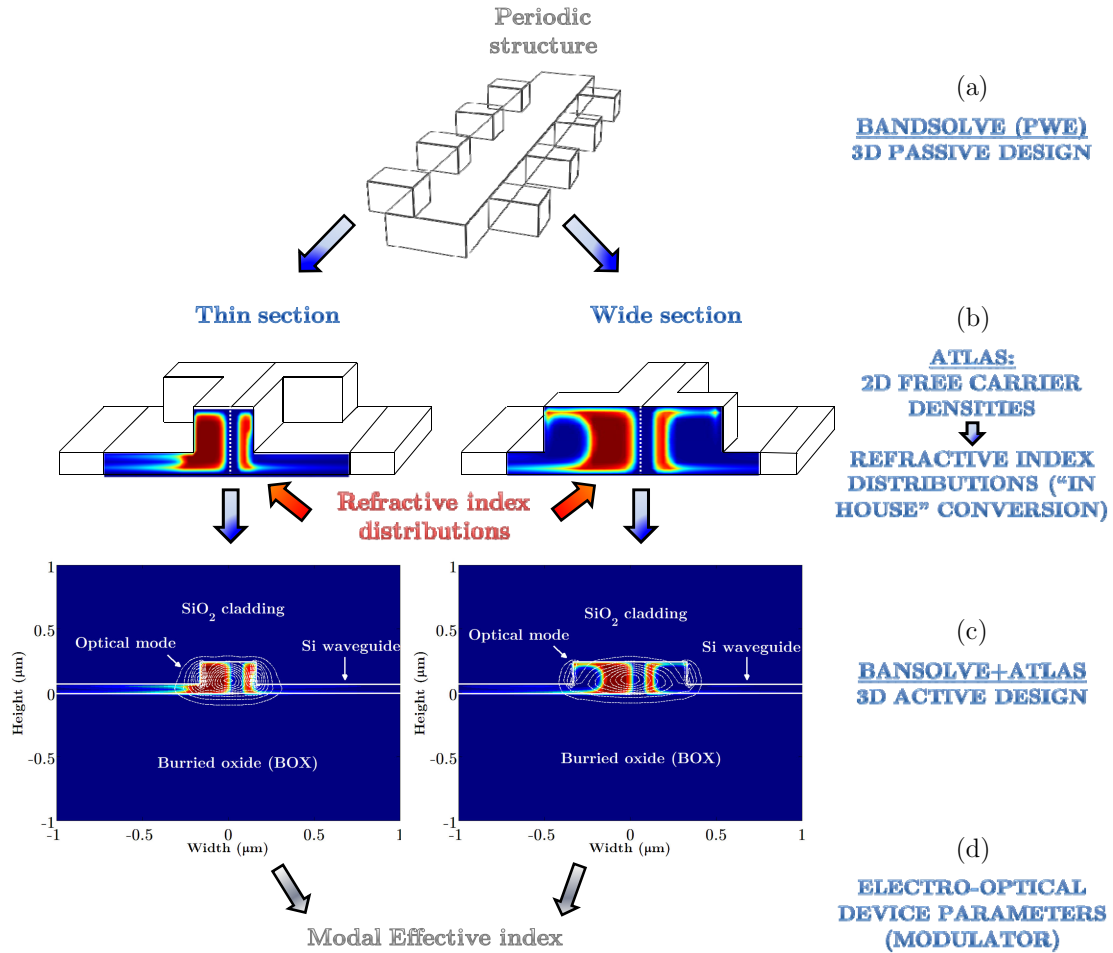 Periodic
structure
(a)
BANDSOLVE (PWE)
3D PASSIVE DESIGN
Thin section
Wide section
(b)
ATLAS:
2D FREE CARRIER
DENSITIES
REFRACTIVE INDEX
DISTRIBUTIONS (“IN
HOUSE” CONVERSION)
Refractive index
distributions
1
0.5
0
-0.5
-1
Height (μm)
SiO2 cladding
Optical mode
Si waveguide
Burried oxide (BOX)
-1
-0.5
0
0.5
1
Width (μm)
1
0.5
0
-0.5
-1
Height (μm)
SiO2 cladding
Optical mode
Si waveguide
Burried oxide (BOX)
-0.5
0
0.5
1
Width (μm)
(c)
BANSOLVE+ATLAS
3D ACTIVE DESIGN
(d)
ELECTRO-OPTICAL
DEVICE PARAMETERS
(MODULATOR)
Modal Effective index